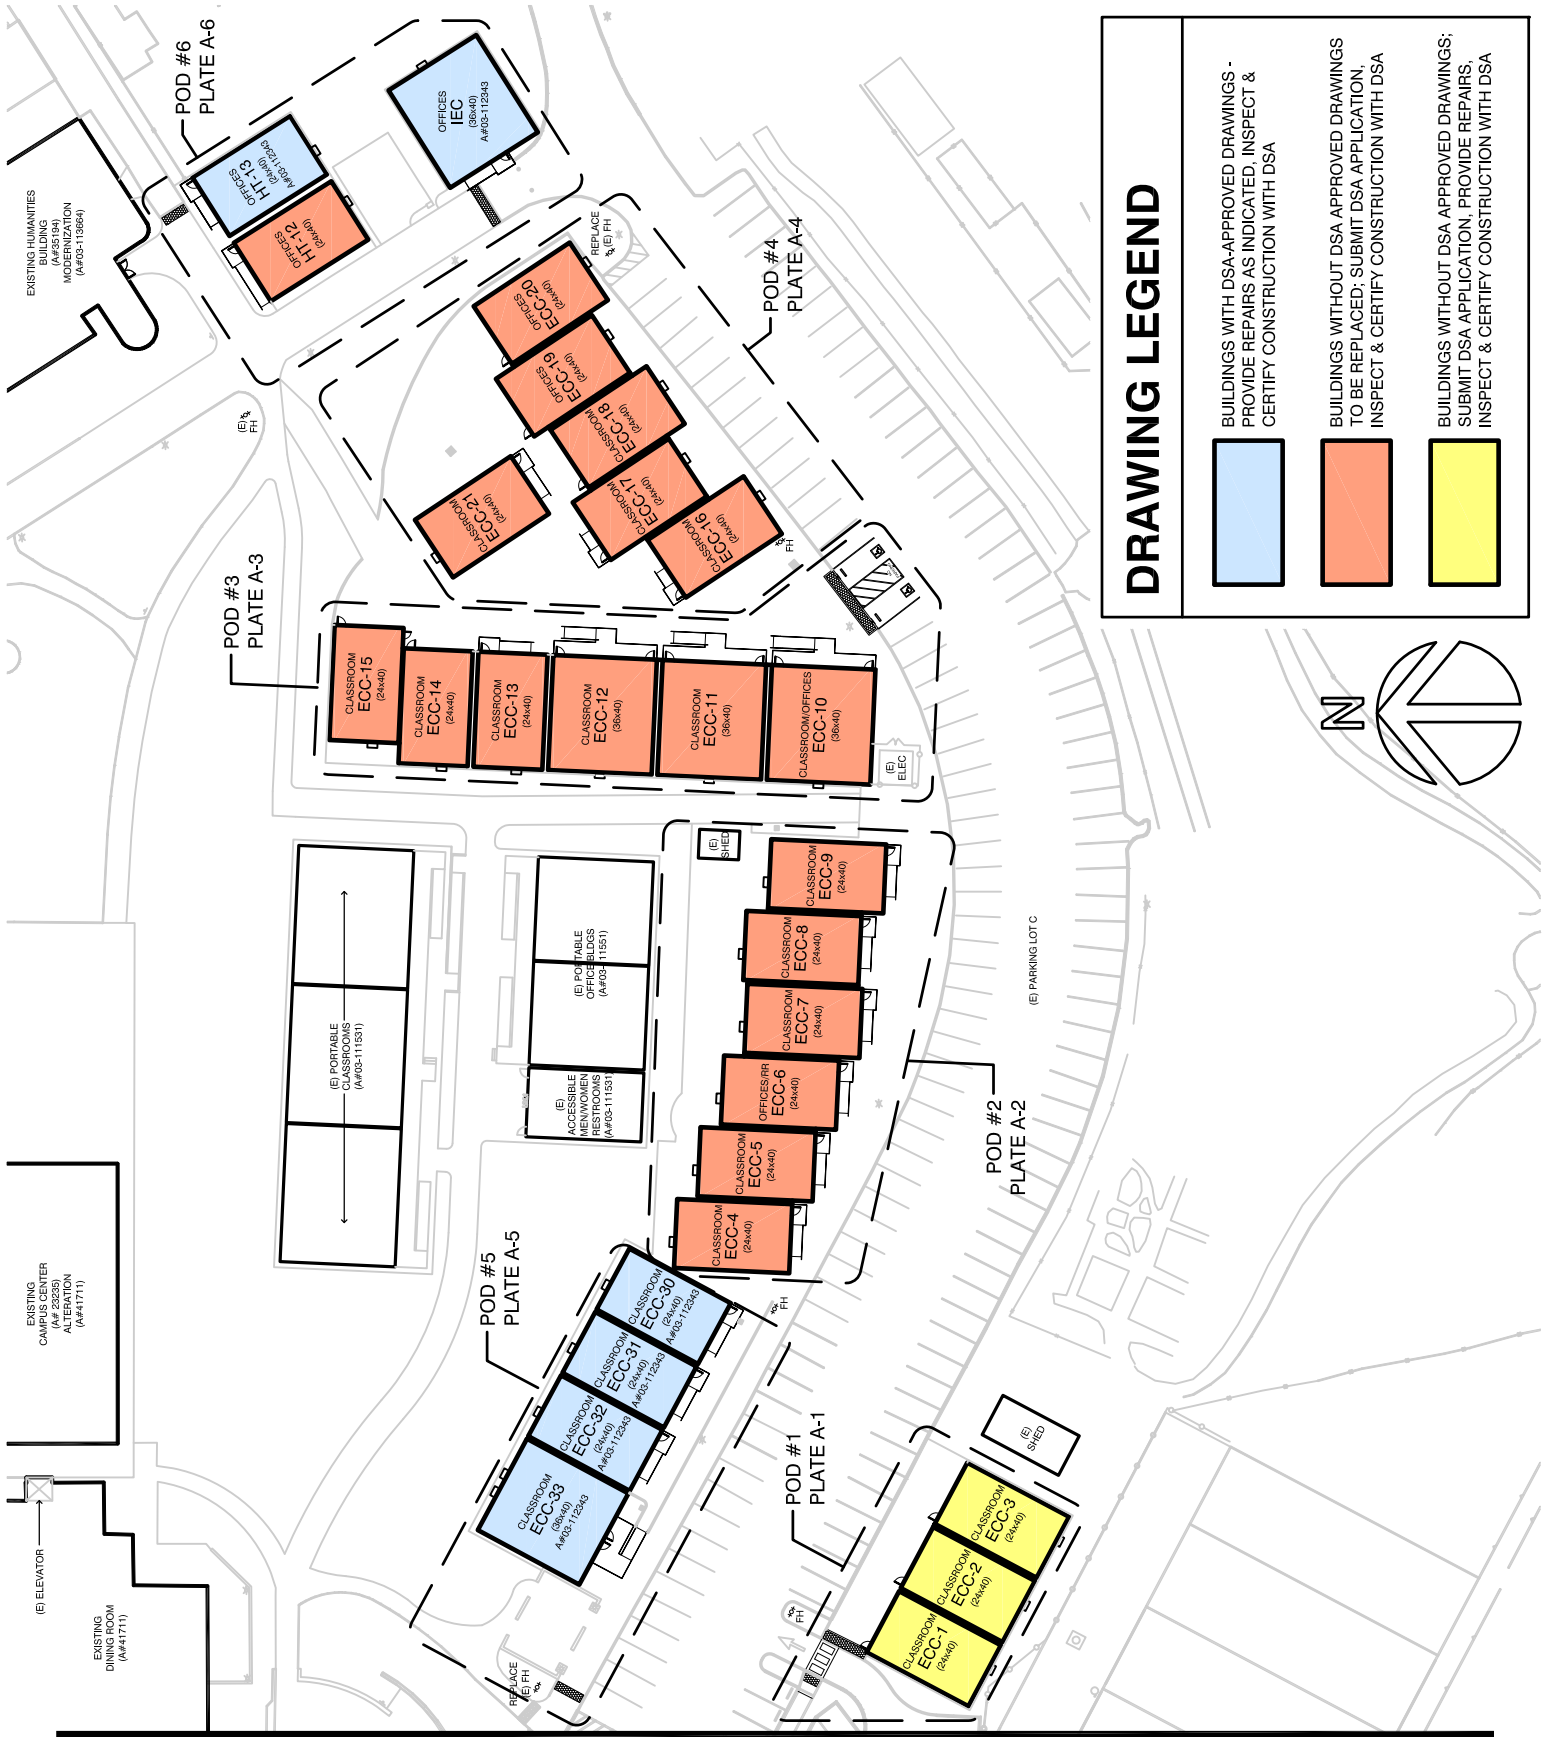 POD #6
PLATE A-6
EXISTING HUMANITIES
BUILDING
(A#35194)
MODERNIZATION
(A#03-113664)
OFFICES
HT-13
(24x40)
A#03-112343
OFFICES
HT-12
(24x40)
OFFICES
IEC
(36x40)
A#03-112343
REPLACE
(E) FH
POD #4
PLATE A-4
OFFICES
ECC-20
(24x40)
OFFICES
ECC-19
(24x40)
CLASSROOM
ECC-18
(24x40)
CLASSROOM
ECC-17
(24x40)
CLASSROOM
ECC-16
(24x40)
CLASSROOM
ECC-21
(24x40)
(E)
FH
FH
POD #3
PLATE A-3
CLASSROOM
ECC-15
(24x40)
CLASSROOM
ECC-14
(24x40)
CLASSROOM
ECC-13
(24x40)
CLASSROOM
ECC-12
(36x40)
CLASSROOM
ECC-11
(36x40)
CLASSROOM/OFFICES
ECC-10
(36x40)
(E)
ELEC
(E)
SHED
CLASSROOM
ECC-9
(24x40)
CLASSROOM
ECC-8
(24x40)
CLASSROOM
ECC-7
(24x40)
OFFICES/RR
ECC-6
(24x40)
CLASSROOM
ECC-5
(24x40)
CLASSROOM
ECC-4
(24x40)
POD #2
PLATE A-2
(E) PARKING LOT C
(E) PORTABLE
CLASSROOMS
(A#03-111531)
(E) PORTABLE
OFFICE BLDGS
(A#03-111551)
(E)
ACCESSIBLE
MEN/WOMEN
RESTROOMS
(A#03-111531)
EXISTING
CAMPUS CENTER
(A# 23235)
ALTERATION
(A#41711)
(E) ELEVATOR
EXISTING
DINING ROOM
(A#41711)
POD #5
PLATE A-5
CLASSROOM
ECC-30
(24x40)
A#03-112343
CLASSROOM
ECC-31
(24x40)
A#03-112343
CLASSROOM
ECC-32
(24x40)
A#03-112343
CLASSROOM
ECC-33
(36x40)
A#03-112343
FH
REPLACE
(E) FH
POD #1
PLATE A-1
FH
CLASSROOM
ECC-1
(24x40)
CLASSROOM
ECC-2
(24x40)
CLASSROOM
ECC-3
(24x40)
(E)
SHED
N
DRAWING LEGEND
BUILDINGS WITH DSA-APPROVED DRAWINGS -
PROVIDE REPAIRS AS INDICATED, INSPECT &
CERTIFY CONSTRUCTION WITH DSA
BUILDINGS WITHOUT DSA APPROVED DRAWINGS
TO BE REPLACED; SUBMIT DSA APPLICATION,
INSPECT & CERTIFY CONSTRUCTION WITH DSA
BUILDINGS WITHOUT DSA APPROVED DRAWINGS;
SUBMIT DSA APPLICATION, PROVIDE REPAIRS,
INSPECT & CERTIFY CONSTRUCTION WITH DSA